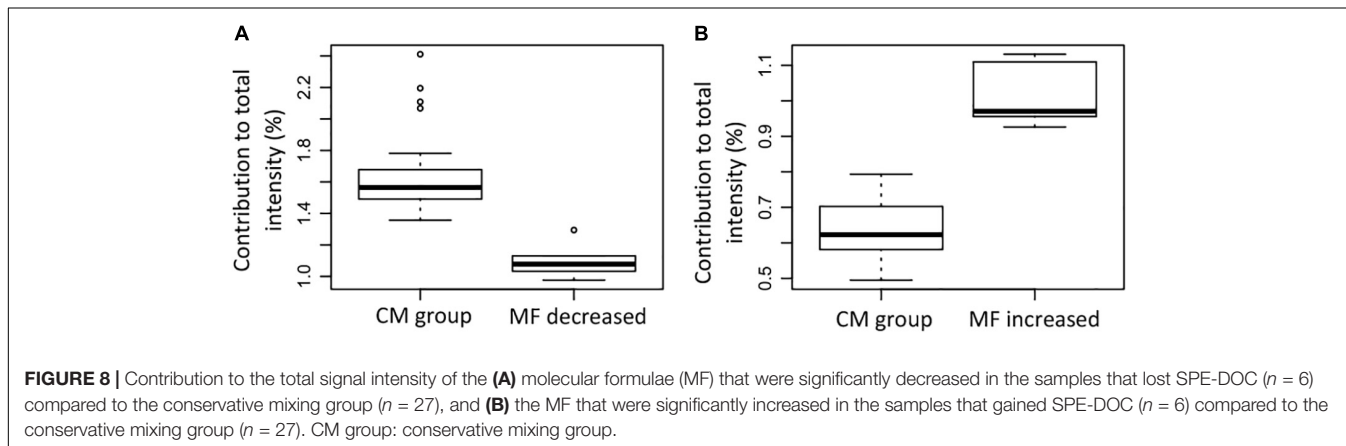 A
B
Contribution to total
intensity (%)
2.2
1.8
1.4
1.0
CM group
MF decreased
Contribution to total
intensity (%)
1.1
0.9
0.7
0.5
CM group
MF increased
FIGURE 8 | Contribution to the total signal intensity of the (A) molecular formulae (MF) that were significantly decreased in the samples that lost SPE-DOC (n = 6)
compared to the conservative mixing group (n = 27), and (B) the MF that were significantly increased in the samples that gained SPE-DOC (n = 6) compared to the
conservative mixing group (n = 27). CM group: conservative mixing group.